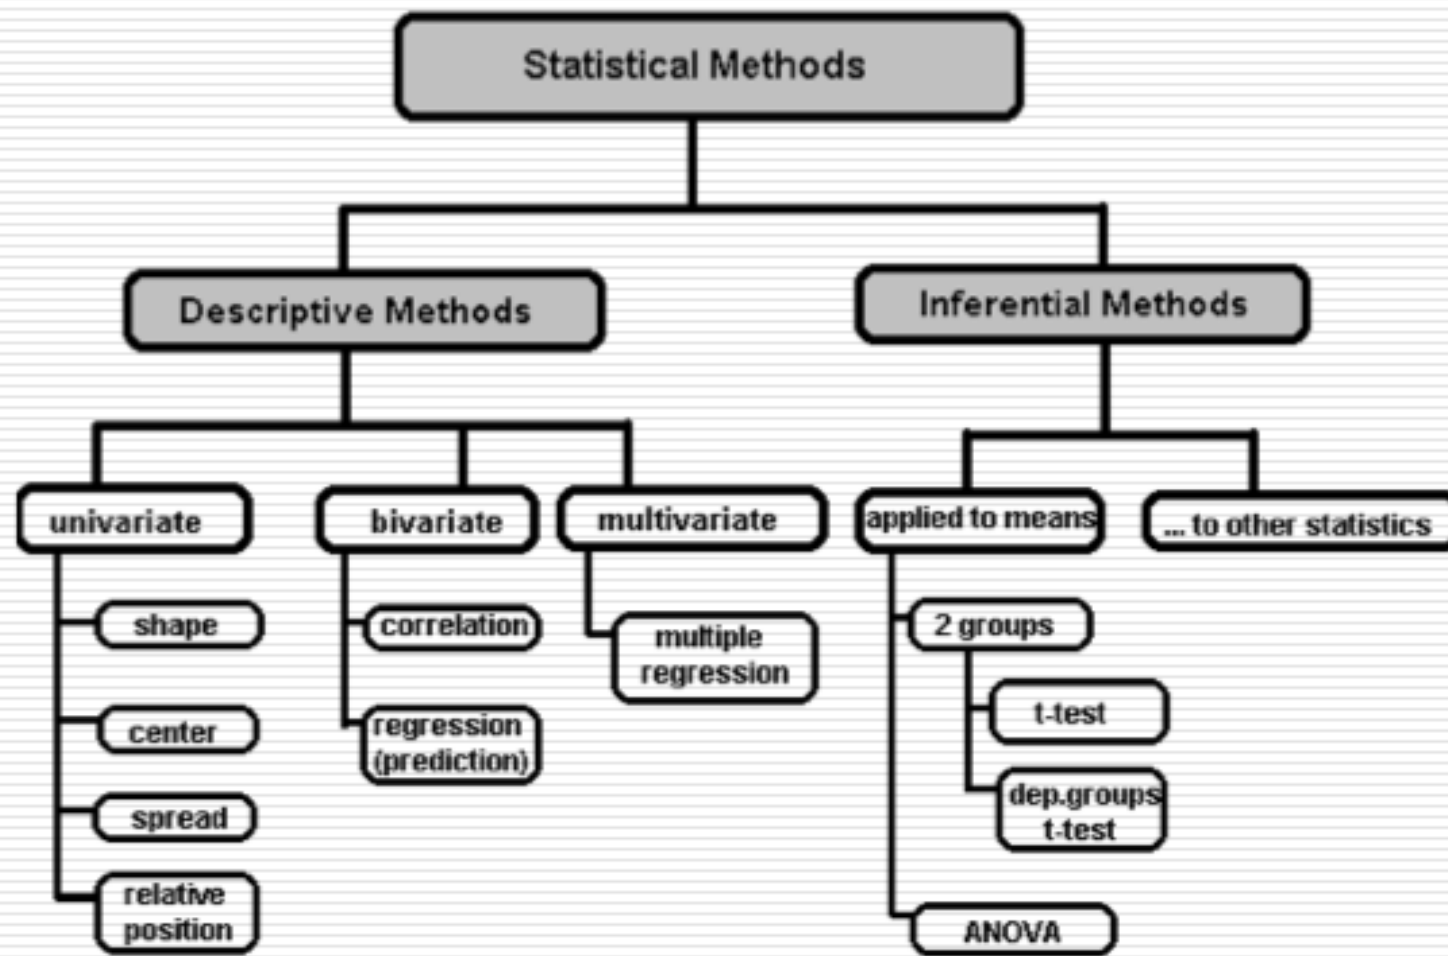 Statistical Methods
Descriptive Methods
Inferential Methods
univariate
bivariate
multivariate
applied to means
... to other statistics
shape
center
spread
relative
position
correlation
regression
(prediction)
multiple
regression
2 groups
t-test
dep.groups
t-test
ANOVA